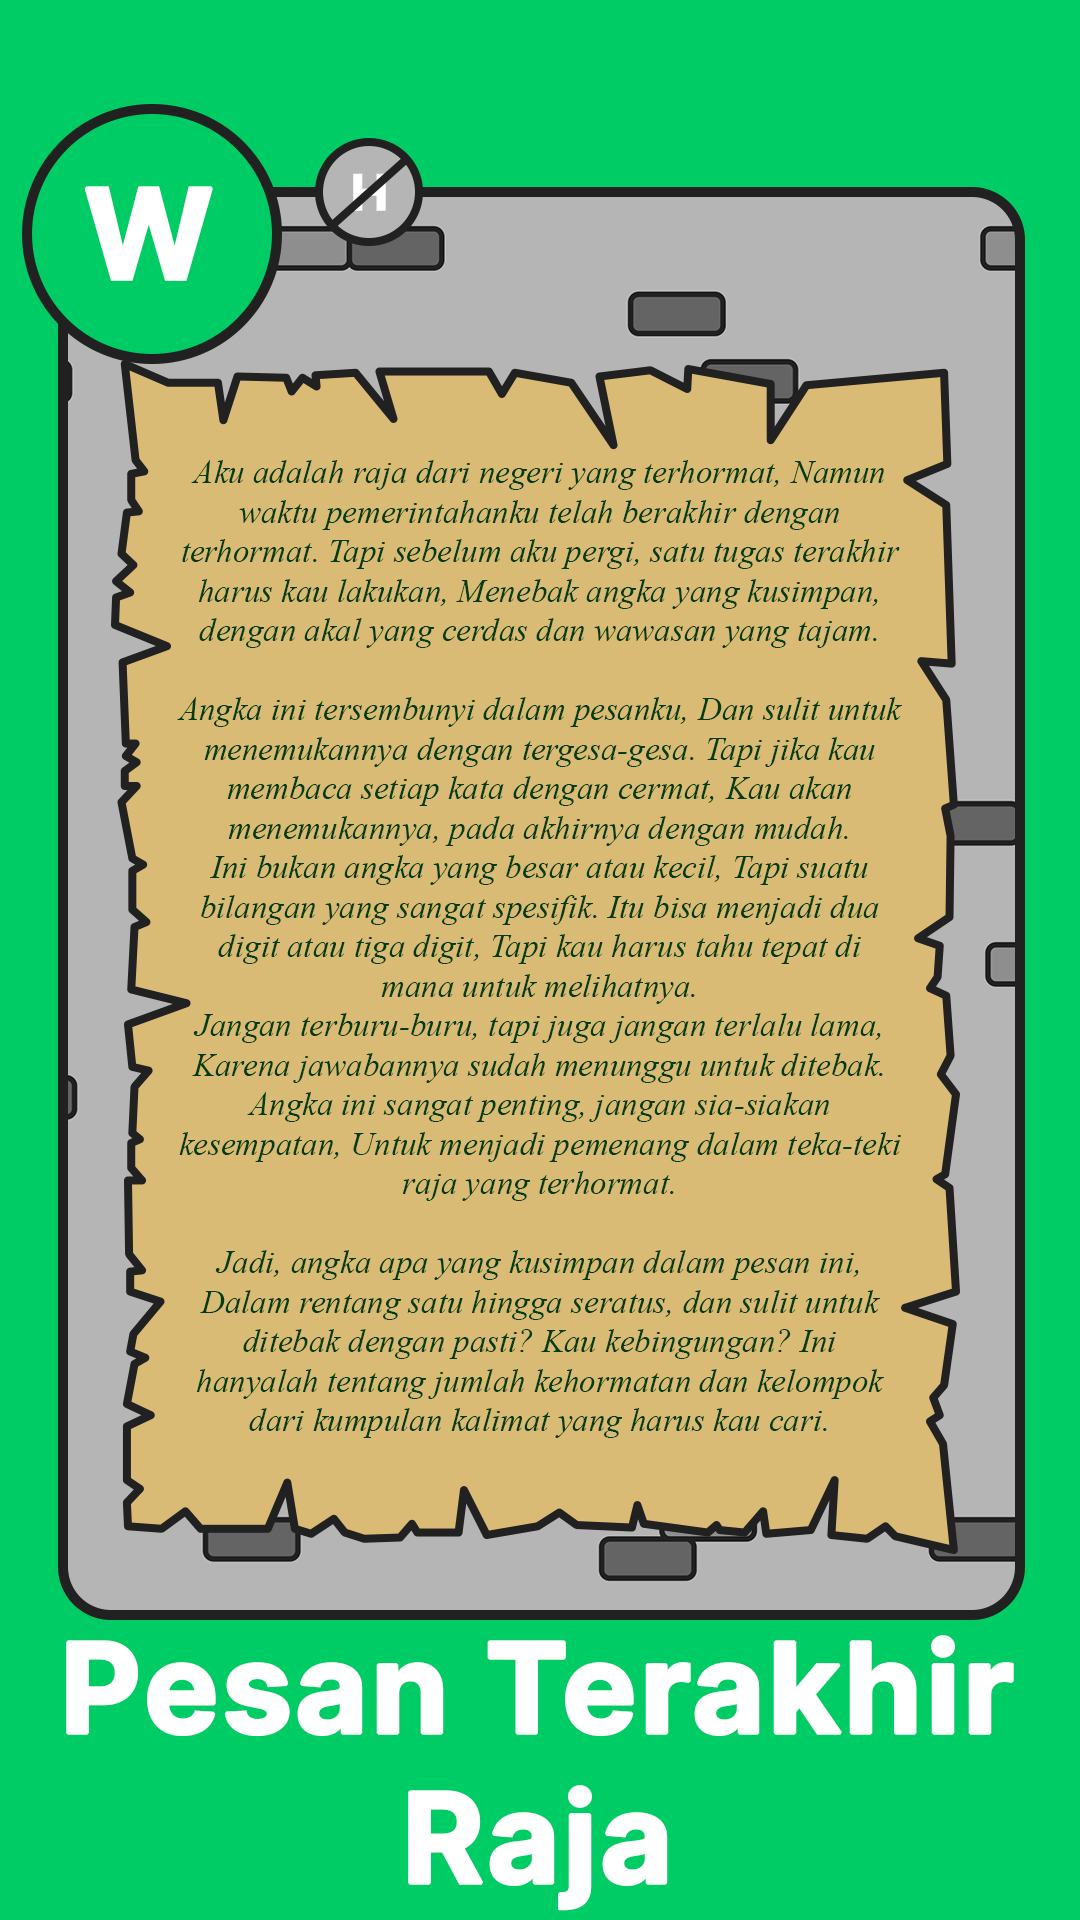 W
H
Aku adalah raja dari negeri yang terhormat, Namun
waktu pemerintahanku telah berakhir dengan
terhormat. Tapi sebelum aku pergi, satu tugas terakhir
harus kau lakukan, Menebak angka yang kusimpan,
dengan akal yang cerdas dan wawasan yang tajam.
Angka ini tersembunyi dalam pesanku, Dan sulit untuk
menemukannya dengan tergesa-gesa. Tapi jika kau
membaca setiap kata dengan cermat, Kau akan
menemukannya, pada akhirnya dengan mudah.
Ini bukan angka yang besar atau kecil, Tapi suatu
bilangan yang sangat spesifik. Itu bisa menjadi dua
digit atau tiga digit, Tapi kau harus tahu tepat di
mana untuk melihatnya.
Jangan terburu-buru, tapi juga jangan terlalu lama,
Karena jawabannya sudah menunggu untuk ditebak.
Angka ini sangat penting, jangan sia-siakan
kesempatan, Untuk menjadi pemenang dalam teka-teki
raja yang terhormat.
Jadi, angka apa yang kusimpan dalam pesan ini,
Dalam rentang satu hingga seratus, dan sulit untuk
ditebak dengan pasti? Kau kebingungan? Ini
hanyalah tentang jumlah kehormatan dan kelompok
dari kumpulan kalimat yang harus kau cari.
Pesan Terakhir
Raja